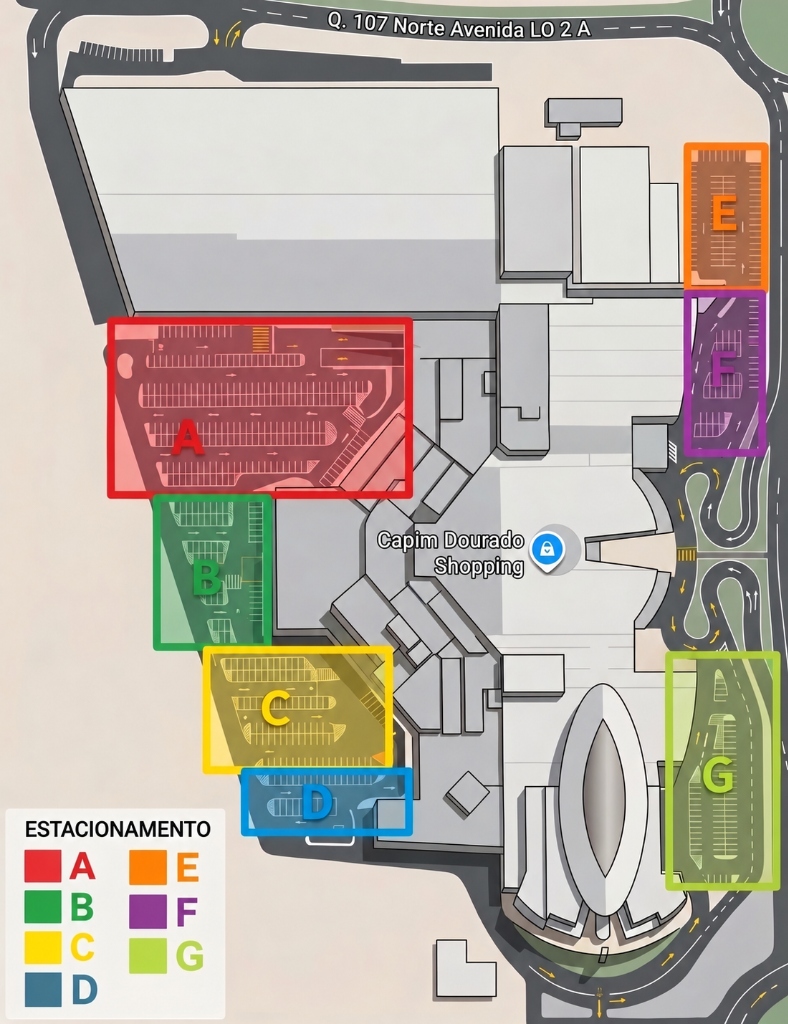 Q. 107 Norte Avenida LO 2 A
E
F
A
Capim Dourado
Shopping
B
C
G
D
ESTACIONAMENTO
A
E
B
F
C
G
D